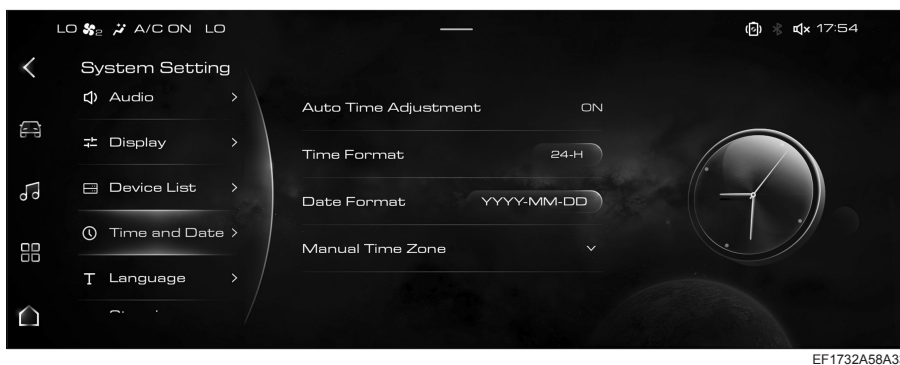 LO 2 A/C ON LO 17:54
System Setting
Audio
Display
Device List
Time and Date
T Language
Auto Time Adjustment ON
Time Format 24-H
Date Format YYYY-MM-DD
Manual Time Zone